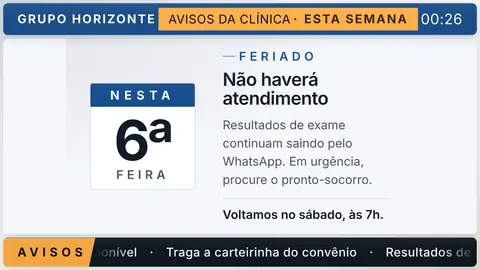 GRUPO HORIZONTE
AVISOS DA CLÍNICA · ESTA SEMANA
00:26
NESTA
6ª
FEIRA
— FERIADO
Não haverá
atendimento
Resultados de exame
continuam saindo pelo
WhatsApp. Em urgência,
procure o pronto-socorro.
Voltamos no sábado, às 7h.
AVISOS
· Traga a carteirinha do convênio · Resultados de